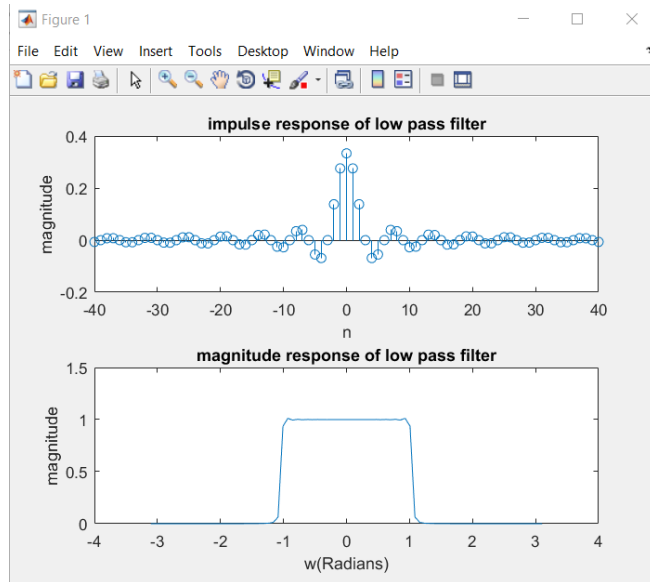 Figure 1
File Edit View Insert Tools Desktop Window Help
impulse response of low pass filter
0.4
0.2
0
-0.2
magnitude
-40 -30 -20 -10 0 10 20 30 40
n
magnitude response of low pass filter
1.5
1
0.5
0
magnitude
-4 -3 -2 -1 0 1 2 3 4
w(Radians)